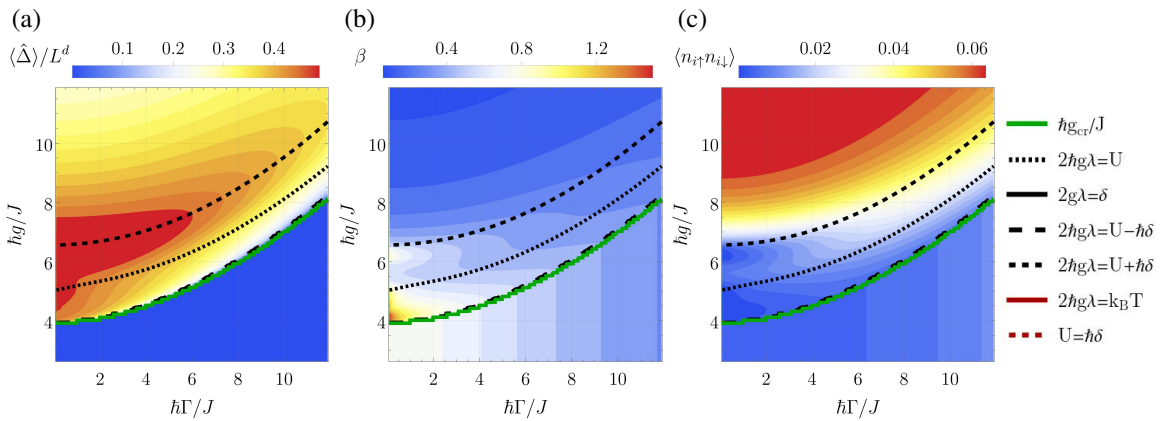 (a)
(b)
(c)
⟨Δ̂⟩/L^d
0.1 0.2 0.4
β
0.4 0.8 1.2
⟨n_{i↑}n_{i↓}⟩
0.02 0.04 0.06
ħg/J
10
8
6
4
2 4 6 8 10
ħΓ/J
ħg/J
10
8
6
4
2 4 6 8 10
ħΓ/J
ħg/J
10
8
6
4
2 4 6 8 10
ħΓ/J
ħg_cr/J
2ħgλ=U
2gλ=δ
2ħgλ=U−ħδ
2ħgλ=U+ħδ
2ħgλ=k_BT
U=ħδ